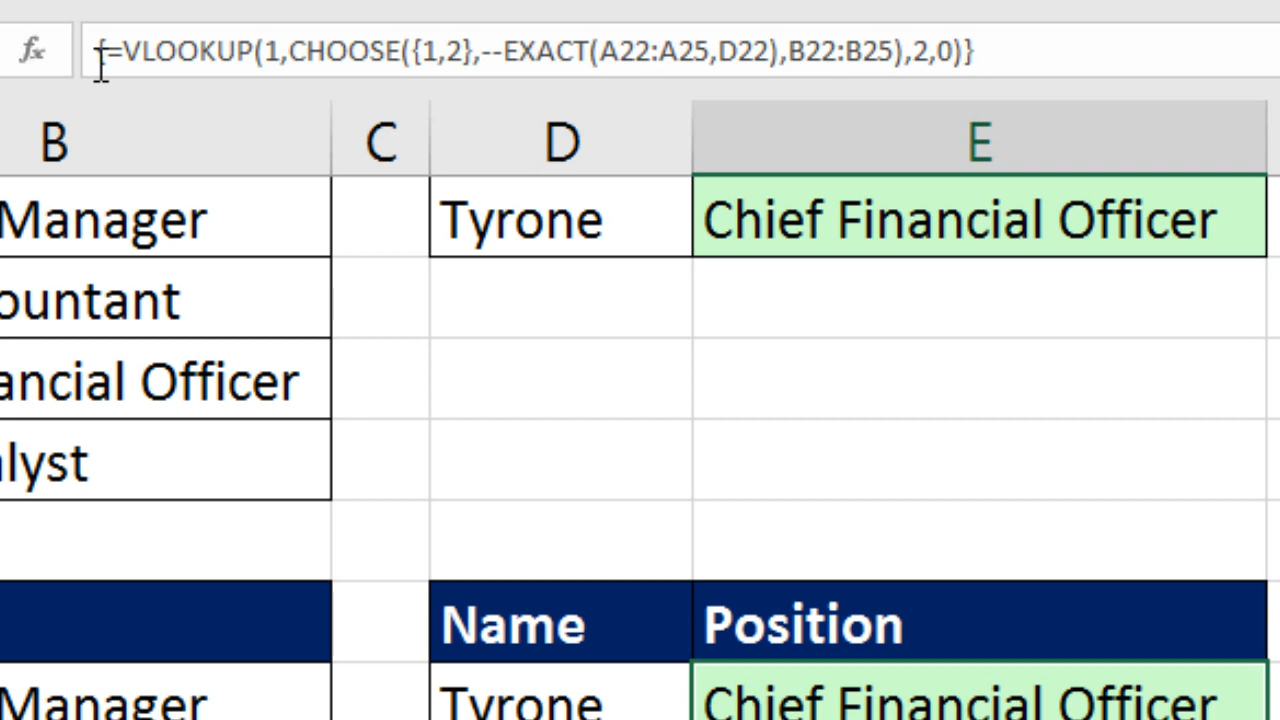 fx {=VLOOKUP(1,CHOOSE({1,2},--EXACT(A22:A25,D22),B22:B25),2,0)}
B C D E
Manager Tyrone Chief Financial Officer
ountant
ancial Officer
alyst
Name Position
Manager Tyrone Chief Financial Officer